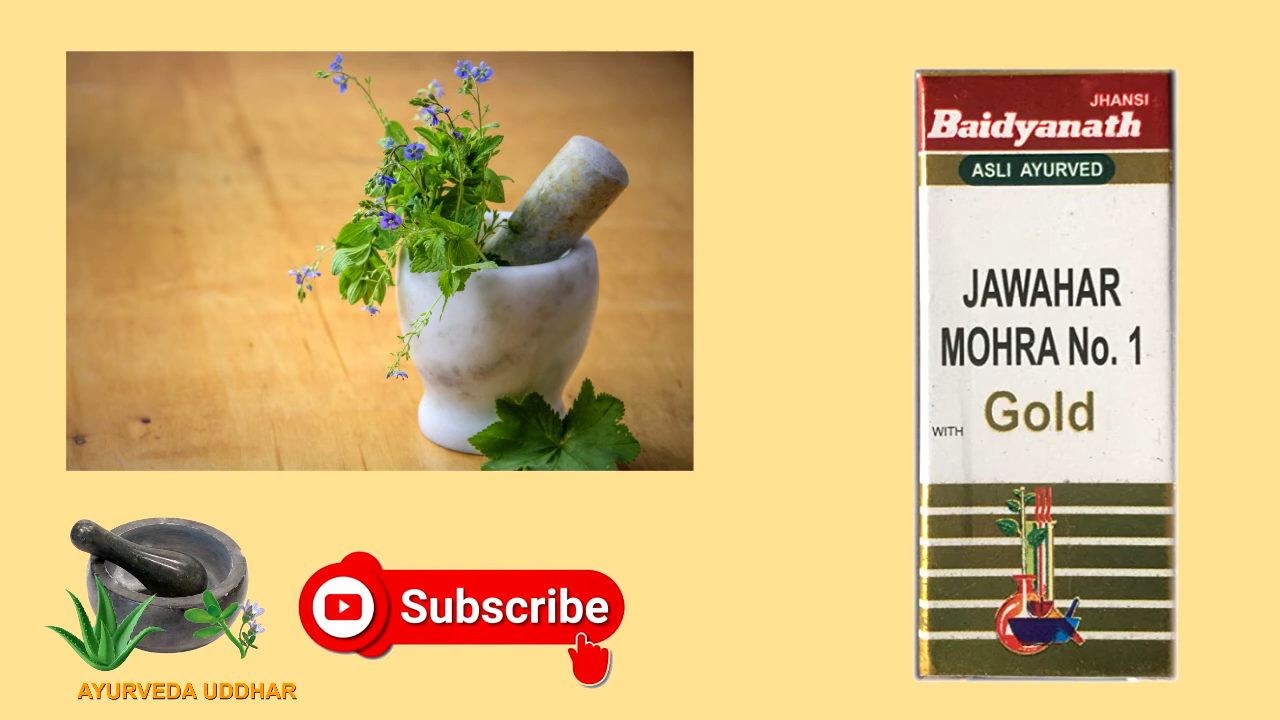 JHANSI
Baidyanath
ASLI AYURVED
JAWAHAR
MOHRA No. 1
WITH Gold
Subscribe
AYURVEDA UDDHAR